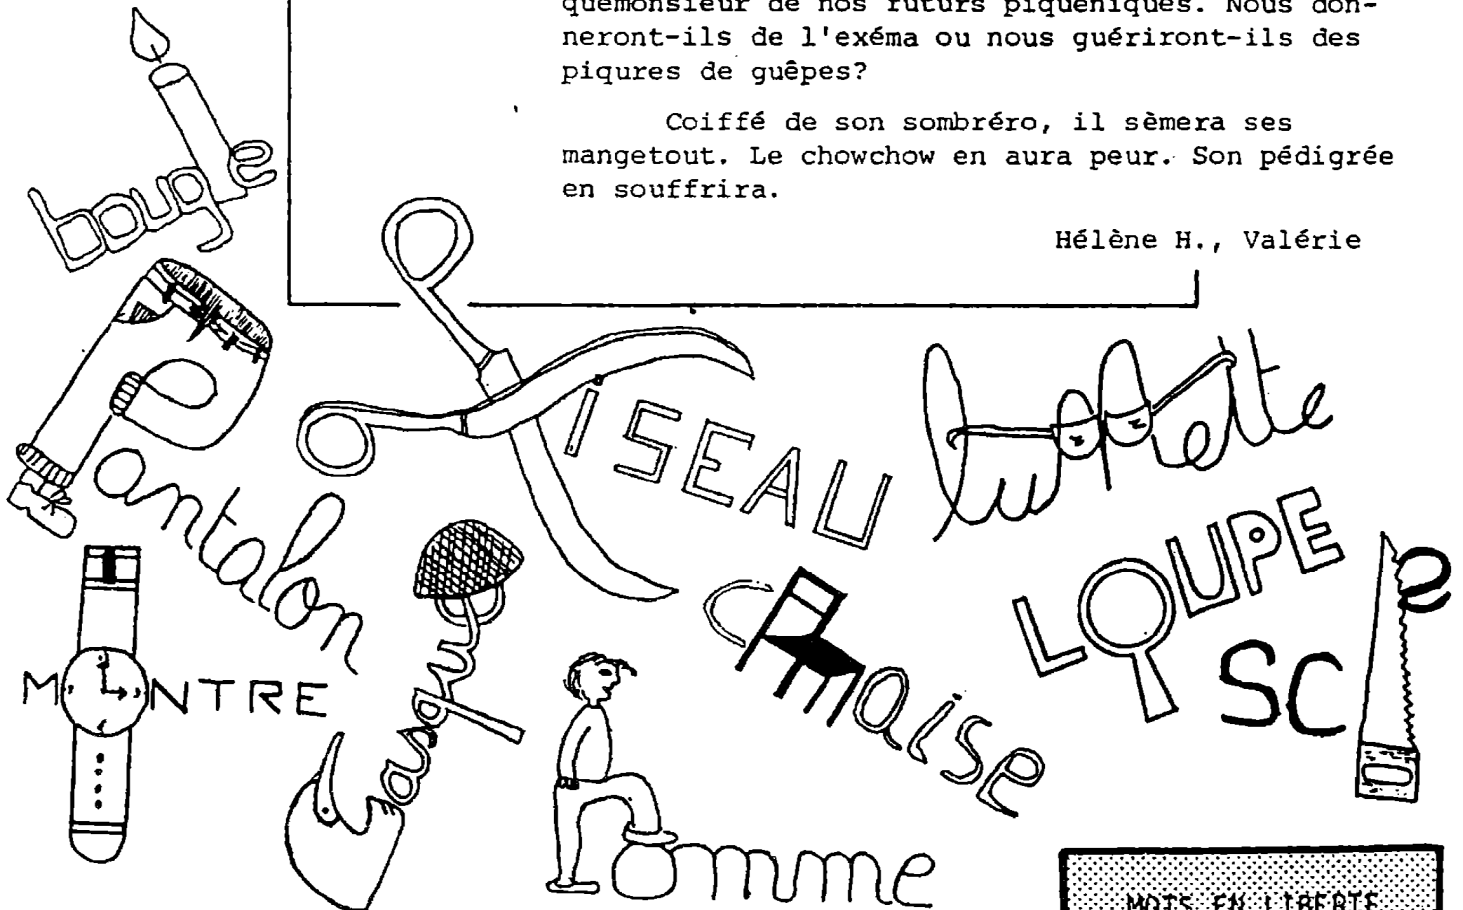 quemonsieur de nos futurs piqueniques. Nous don-
neront-ils de l'exéma ou nous guériront-ils des
piqures de guêpes?
Coiffé de son sombréro, il sèmera ses
mangetout. Le chowchow en aura peur. Son pédigrée
en souffrira.
Hélène H., Valérie
bougie
Pantalon
CISEAU
lunette
LOUPE
SCIe
chaise
MONTRE
casque
homme
MOTS EN LIBERTE